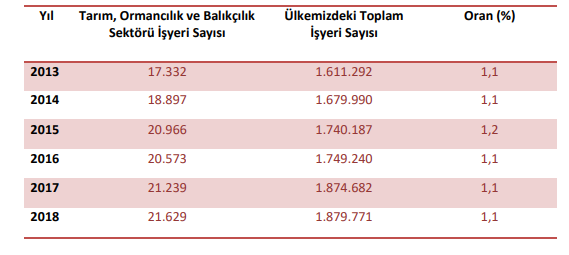 Yıl Tarım, Ormancılık ve Balıkçılık Ülkemizdeki Toplam Oran (%)
Sektörü İşyeri Sayısı İşyeri Sayısı
2013 17.332 1.611.292 1,1
2014 18.897 1.679.990 1,1
2015 20.966 1.740.187 1,2
2016 20.573 1.749.240 1,1
2017 21.239 1.874.682 1,1
2018 21.629 1.879.771 1,1